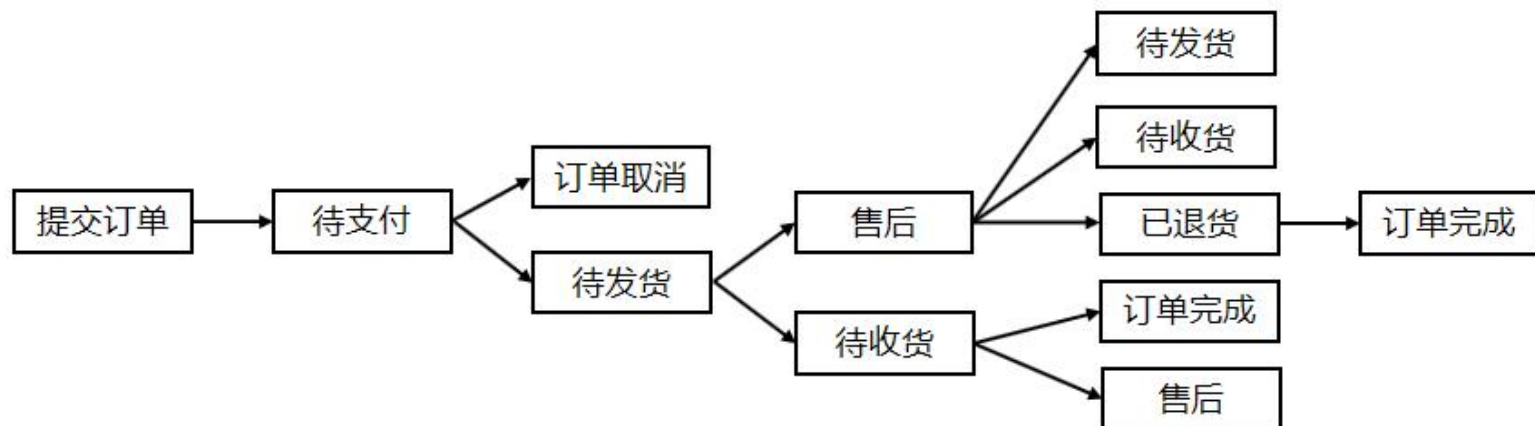 提交订单
待支付
订单取消
待发货
售后
待收货
待发货
待收货
已退货
订单完成
订单完成
售后